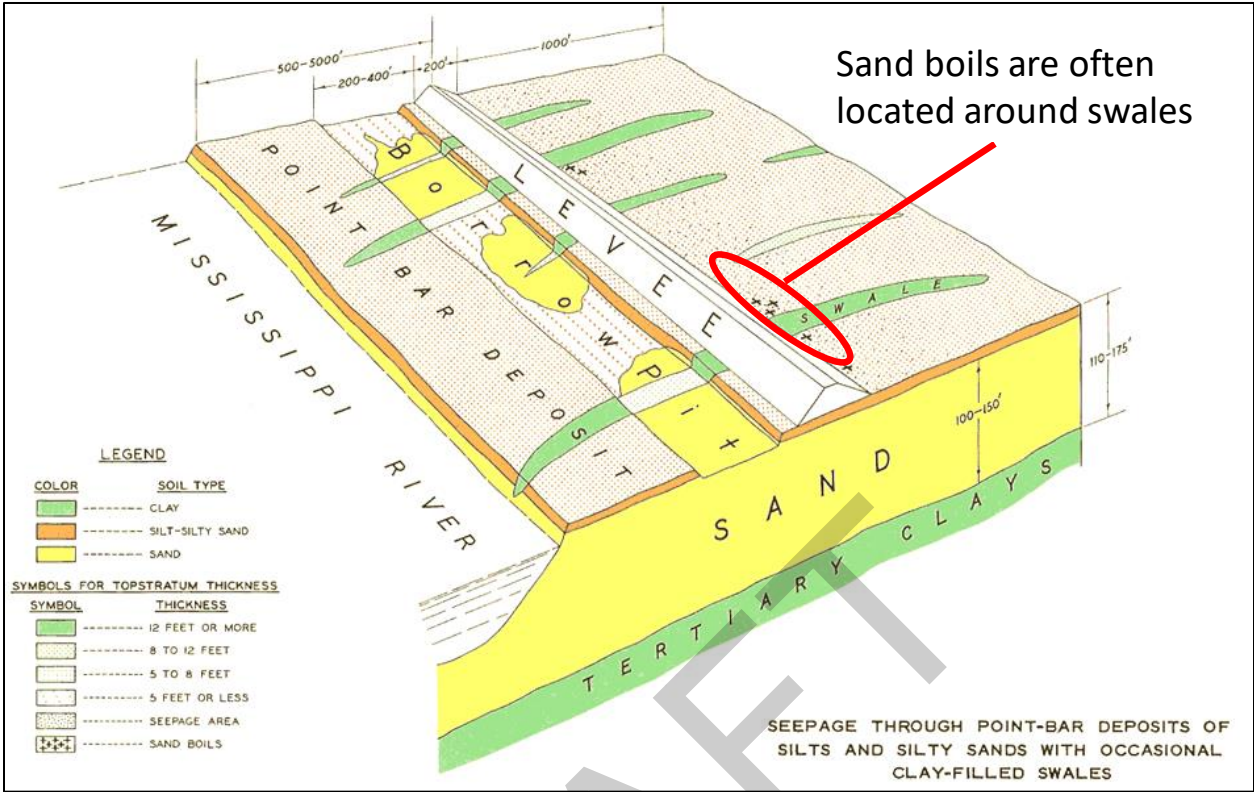 500-5000'
200-400'
200'
1000'
Sand boils are often
located around swales
POINT BAR DEPOSIT
Borrow Pit
LEVEE
SWALE
MISSISSIPPI RIVER
110-175'
100-150'
SAND
TERTIARY CLAYS
LEGEND
COLOR SOIL TYPE
CLAY
SILT-SILTY SAND
SAND
SYMBOLS FOR TOPSTRATUM THICKNESS
SYMBOL THICKNESS
12 FEET OR MORE
8 TO 12 FEET
5 TO 8 FEET
5 FEET OR LESS
SEEPAGE AREA
SAND BOILS
SEEPAGE THROUGH POINT-BAR DEPOSITS OF
SILTS AND SILTY SANDS WITH OCCASIONAL
CLAY-FILLED SWALES